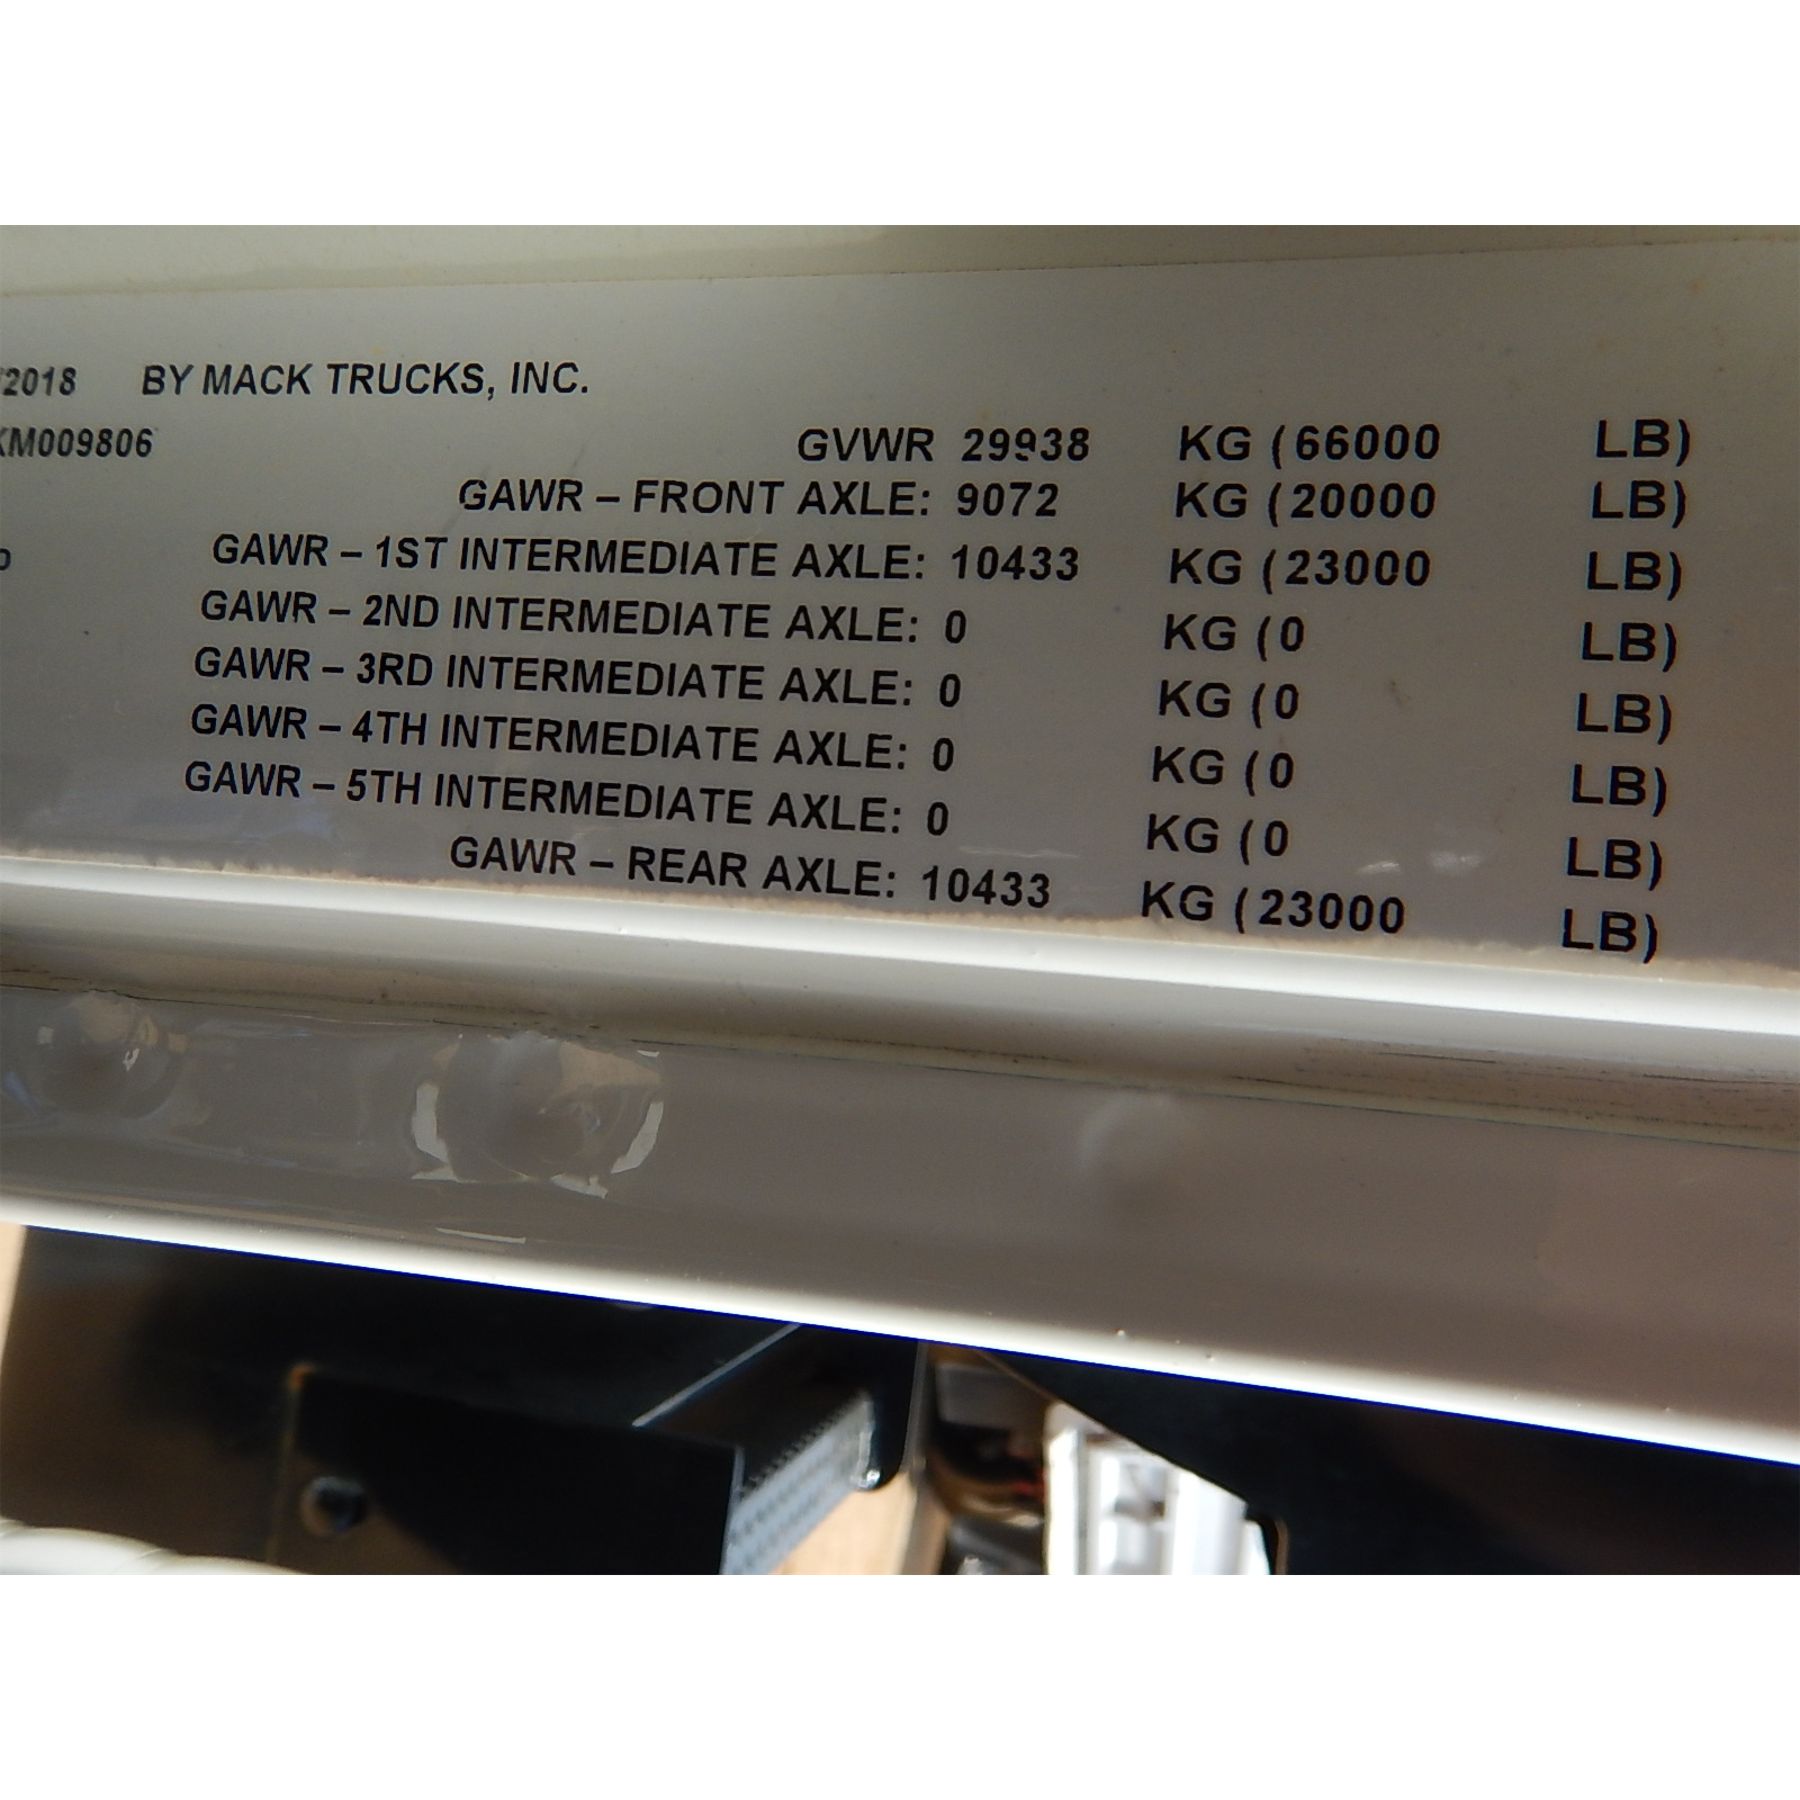 /2018 BY MACK TRUCKS, INC.
KM009806
GVWR 29938 KG (66000 LB)
GAWR – FRONT AXLE: 9072 KG (20000 LB)
GAWR – 1ST INTERMEDIATE AXLE: 10433 KG (23000 LB)
GAWR – 2ND INTERMEDIATE AXLE: 0 KG (0 LB)
GAWR – 3RD INTERMEDIATE AXLE: 0 KG (0 LB)
GAWR – 4TH INTERMEDIATE AXLE: 0 KG (0 LB)
GAWR – 5TH INTERMEDIATE AXLE: 0 KG (0 LB)
GAWR – REAR AXLE: 10433 KG (23000 LB)